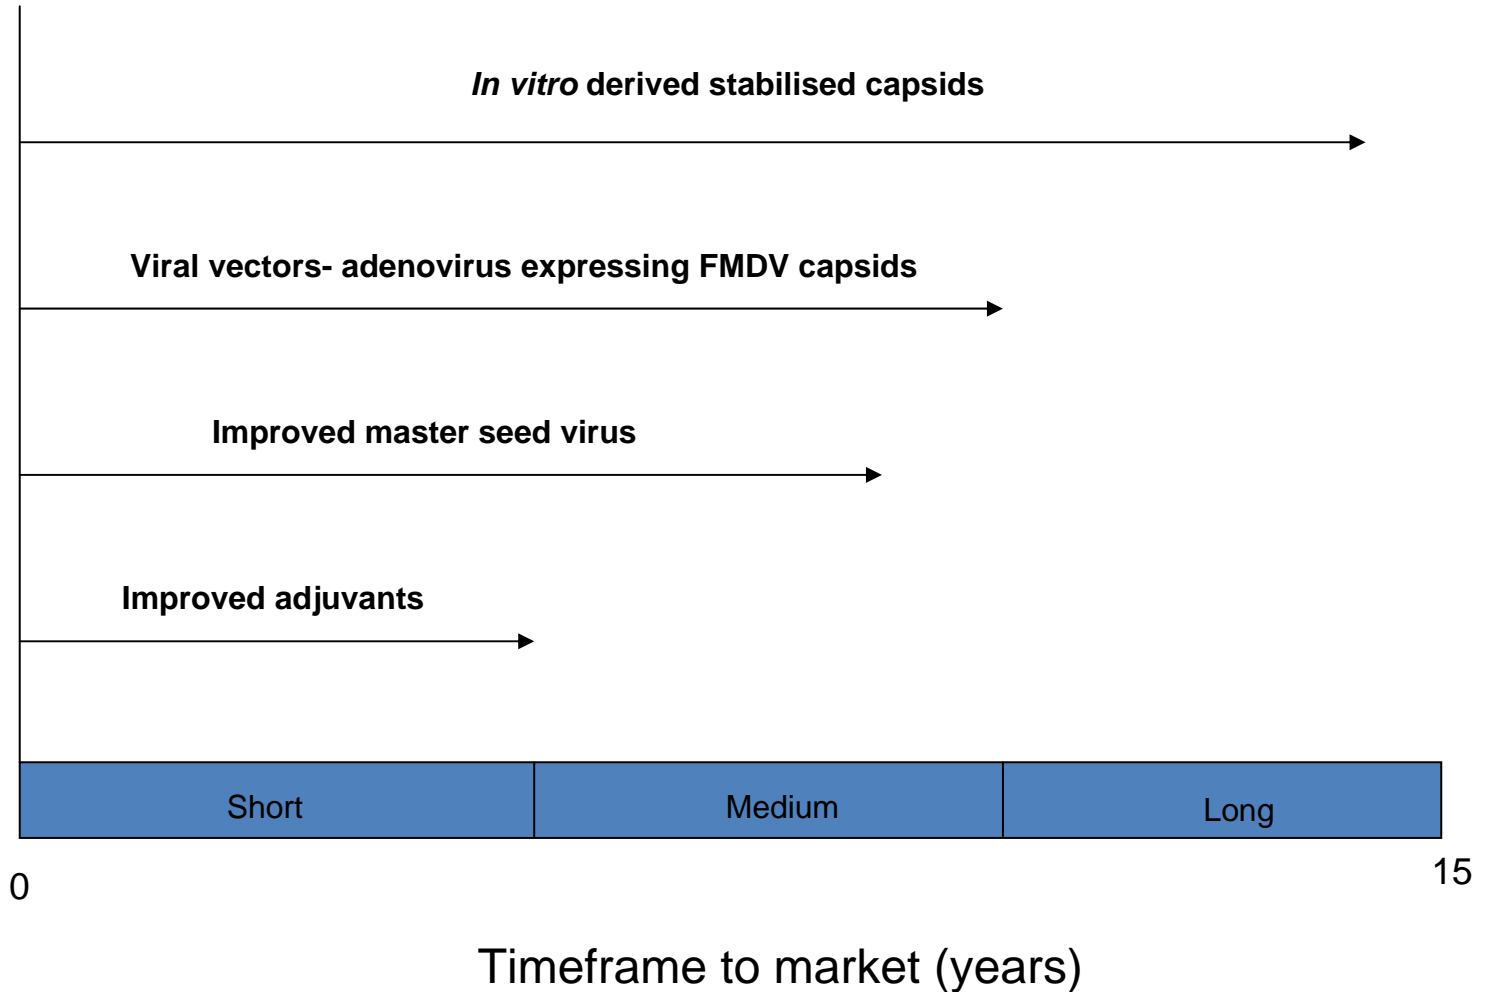 In vitro derived stabilised capsids
Viral vectors- adenovirus expressing FMDV capsids
Improved master seed virus
Improved adjuvants
Short
Medium
Long
0
15
Timeframe to market (years)